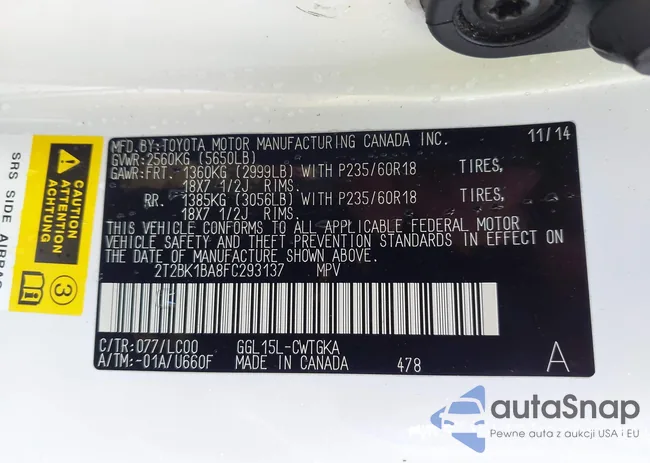 MFD.BY: TOYOTA MOTOR MANUFACTURING CANADA INC. 11/14
GVWR: 2560KG (5650LB)
GAWR: FRT. 1360KG (2999LB) WITH P235/60R18 TIRES,
18X7 1/2J RIMS.
RR. 1385KG (3056LB) WITH P235/60R18 TIRES,
18X7 1/2J RIMS.
THIS VEHICLE CONFORMS TO ALL APPLICABLE FEDERAL MOTOR
VEHICLE SAFETY AND THEFT PREVENTION STANDARDS IN EFFECT ON
THE DATE OF MANUFACTURE SHOWN ABOVE.
2T2BK1BA8FC293137 MPV
C/TR: 077/LC00 GGL15L-CWTGKA
A/TM: -01A/U660F MADE IN CANADA 478 A
SRS SIDE AIRBAG
CAUTION
ATTENTION
ACHTUNG
3
i
autoSnap
Pewne auta z aukcji USA i EU